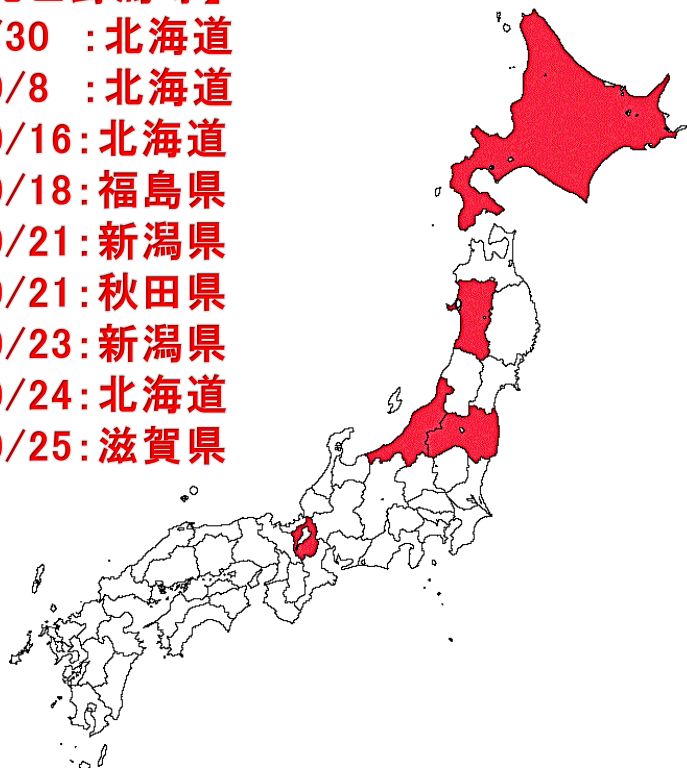 /30 :北海道
/8 :北海道
/16:北海道
/18:福島県
/21:新潟県
/21:秋田県
/23:新潟県
/24:北海道
/25:滋賀県